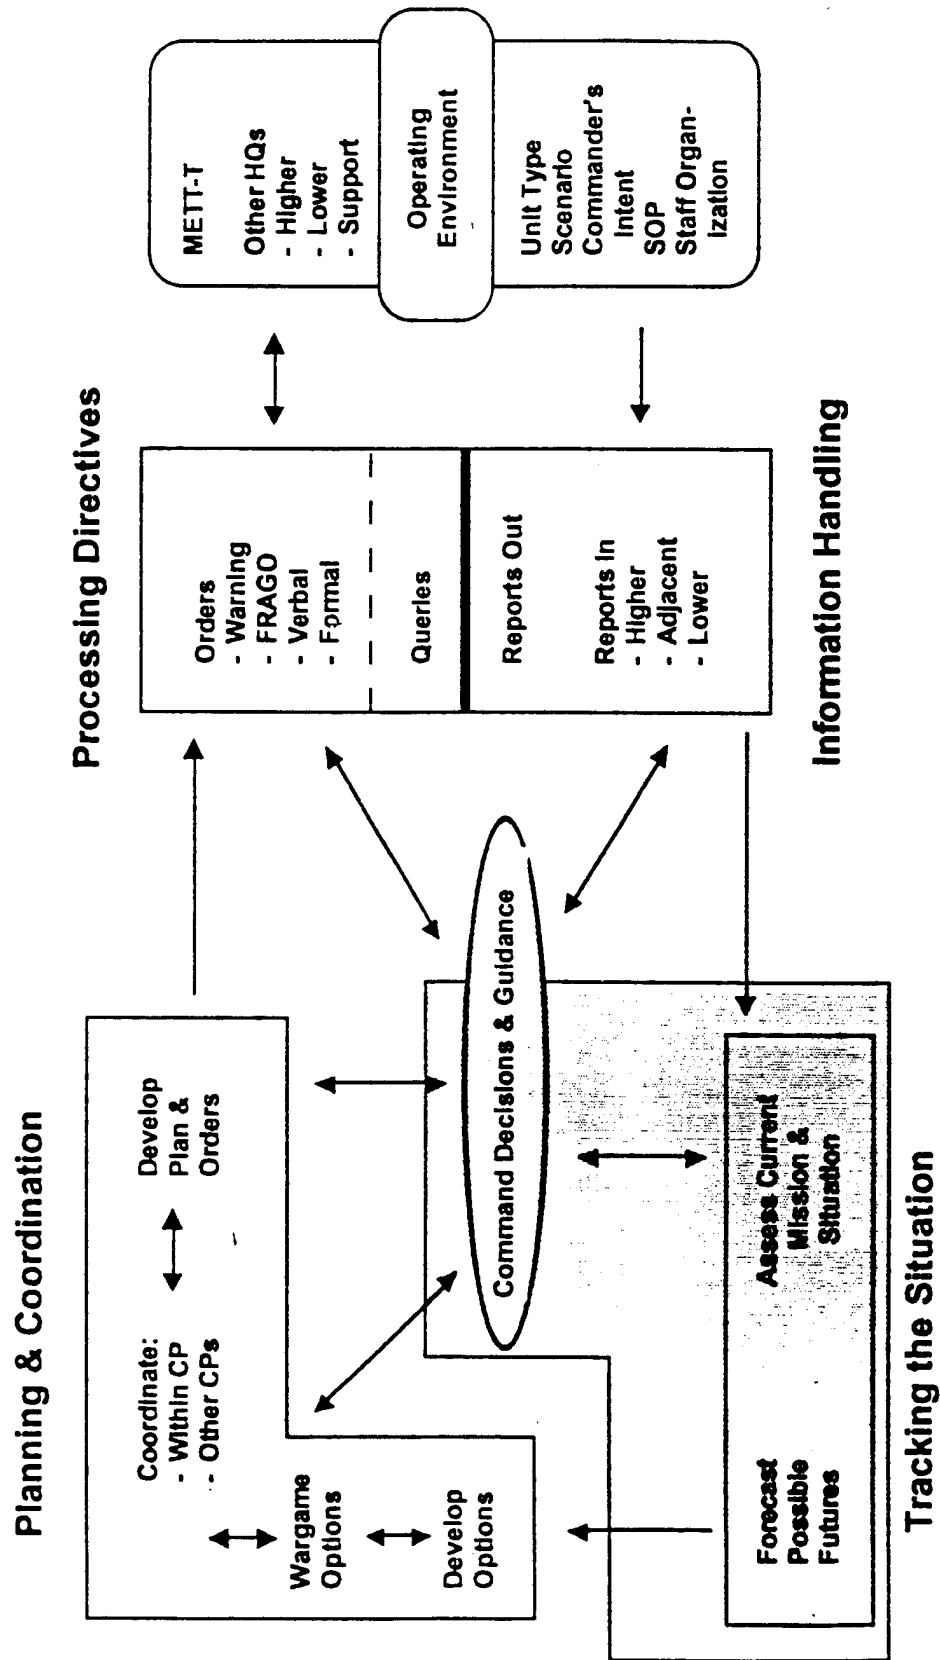 Planning & Coordination
Coordinate:
- Within CP
- Other CPs
Develop
Plan &
Orders
Wargame
Options
Develop
Options
Command Decisions & Guidance
Forecast
Possible
Futures
Assess Current
Mission &
Situation
Tracking the Situation
Processing Directives
Orders
- Warning
- FRAGO
- Verbal
- Formal
Queries
Reports Out
Reports In
- Higher
- Adjacent
- Lower
Information Handling
METT-T
Other HQs
- Higher
- Lower
- Support
Operating
Environment
Unit Type
Scenario
Commander's
Intent
SOP
Staff Organ-
ization